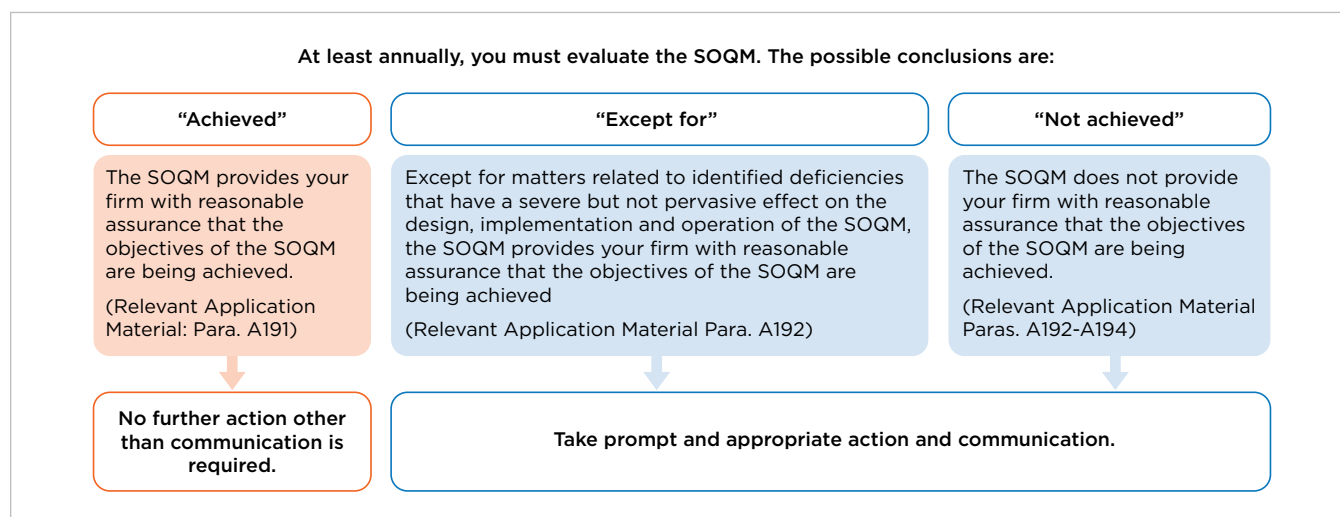 At least annually, you must evaluate the SOQM. The possible conclusions are:
“Achieved”
The SOQM provides your
firm with reasonable
assurance that the
objectives of the SOQM
are being achieved.
(Relevant Application
Material: Para. A191)
No further action other
than communication is
required.
“Except for”
Except for matters related to identified deficiencies
that have a severe but not pervasive effect on the
design, implementation and operation of the SOQM,
the SOQM provides your firm with reasonable
assurance that the objectives of the SOQM are
being achieved
(Relevant Application Material Para. A192)
“Not achieved”
The SOQM does not provide
your firm with reasonable
assurance that the objectives
of the SOQM are being
achieved.
(Relevant Application Material
Paras. A192-A194)
Take prompt and appropriate action and communication.